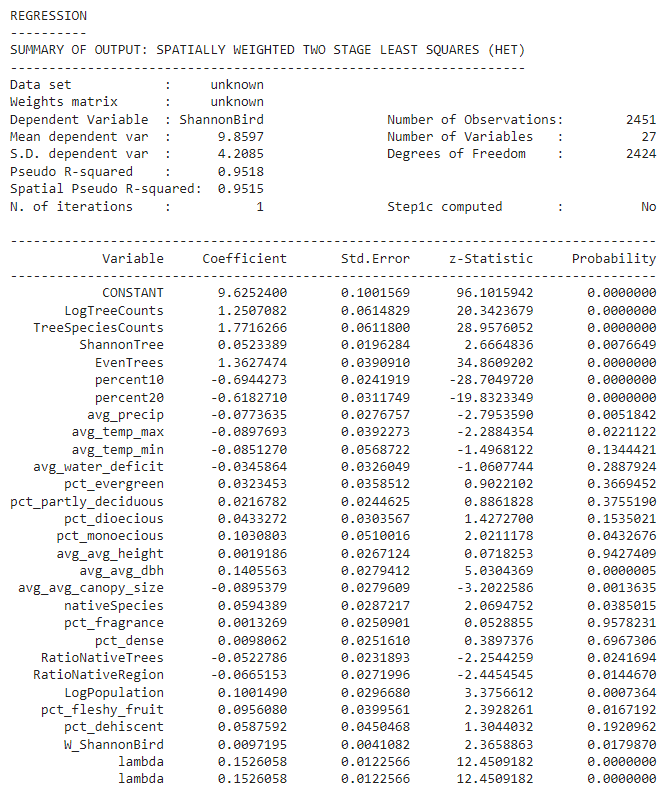 REGRESSION
----------
SUMMARY OF OUTPUT: SPATIALLY WEIGHTED TWO STAGE LEAST SQUARES (HET)
-------------------------------------------------------------------
Data set            :     unknown
Weights matrix      :     unknown
Dependent Variable  : ShannonBird                Number of Observations:        2451
Mean dependent var  :      9.8597                Number of Variables   :          27
S.D. dependent var  :      4.2085                Degrees of Freedom    :        2424
Pseudo R-squared    :      0.9518
Spatial Pseudo R-squared:  0.9515
N. of iterations    :           1                Step1c computed       :          No

------------------------------------------------------------------------------------
            Variable     Coefficient       Std.Error     z-Statistic     Probability
------------------------------------------------------------------------------------
            CONSTANT       9.6252400       0.1001569      96.1015942       0.0000000
       LogTreeCounts       1.2507082       0.0614829      20.3423679       0.0000000
   TreeSpeciesCounts       1.7716266       0.0611800      28.9576052       0.0000000
         ShannonTree       0.0523389       0.0196284       2.6664836       0.0076649
           EvenTrees       1.3627474       0.0390910      34.8609202       0.0000000
           percent10      -0.6944273       0.0241919     -28.7049720       0.0000000
           percent20      -0.6182710       0.0311749     -19.8323349       0.0000000
          avg_precip      -0.0773635       0.0276757      -2.7953590       0.0051842
        avg_temp_max      -0.0897693       0.0392273      -2.2884354       0.0221122
        avg_temp_min      -0.0851270       0.0568722      -1.4968122       0.1344421
   avg_water_deficit      -0.0345864       0.0326049      -1.0607744       0.2887924
       pct_evergreen       0.0323453       0.0358512       0.9022102       0.3669452
pct_partly_deciduous       0.0216782       0.0244625       0.8861828       0.3755190
       pct_dioecious       0.0433272       0.0303567       1.4272700       0.1535021
      pct_monoecious       0.1030803       0.0510016       2.0211178       0.0432676
      avg_avg_height       0.0019186       0.0267124       0.0718253       0.9427409
         avg_avg_dbh       0.1405563       0.0279412       5.0304369       0.0000005
 avg_avg_canopy_size      -0.0895379       0.0279609      -3.2022586       0.0013635
       nativeSpecies       0.0594389       0.0287217       2.0694752       0.0385015
       pct_fragrance       0.0013269       0.0250901       0.0528855       0.9578231
           pct_dense       0.0098062       0.0251610       0.3897376       0.6967306
    RatioNativeTrees      -0.0522786       0.0231893      -2.2544259       0.0241694
   RatioNativeRegion      -0.0665153       0.0271996      -2.4454545       0.0144670
       LogPopulation       0.1001490       0.0296680       3.3756612       0.0007364
    pct_fleshy_fruit       0.0956080       0.0399561       2.3928261       0.0167192
       pct_dehiscent       0.0587592       0.0450468       1.3044032       0.1920962
       W_ShannonBird       0.0097195       0.0041082       2.3658863       0.0179870
              lambda       0.1526058       0.0122566      12.4509182       0.0000000
              lambda       0.1526058       0.0122566      12.4509182       0.0000000